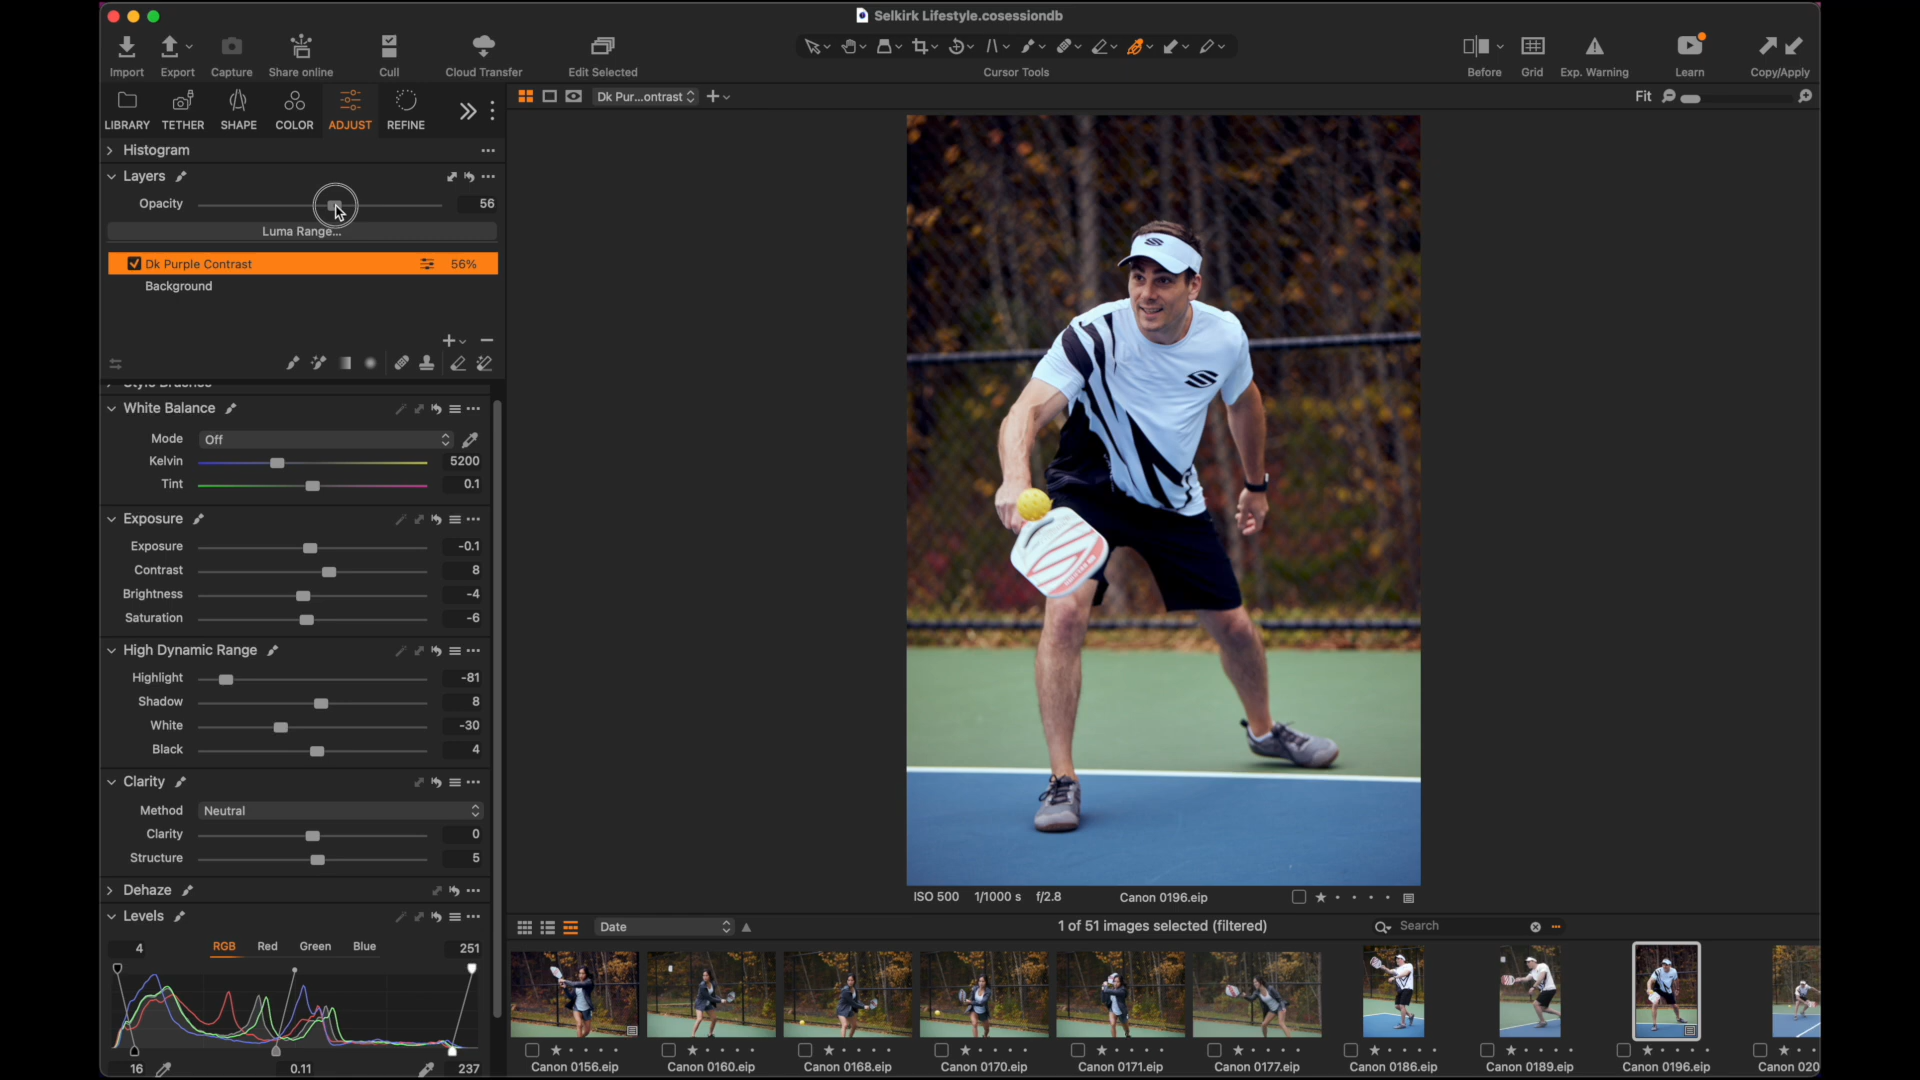 Selkirk Lifestyle.cosessiondb
Import
Export
Capture
Share online
Cull
Cloud Transfer
Edit Selected
Cursor Tools
Before
Grid
Exp. Warning
Learn
Copy/Apply
LIBRARY
TETHER
SHAPE
COLOR
ADJUST
REFINE
Dk Pur...ontrast
Fit
Histogram
Layers
Opacity 56
Luma Range...
Dk Purple Contrast 56%
Background
White Balance
Mode Off
Kelvin 5200
Tint 0.1
Exposure
Exposure -0.1
Contrast 8
Brightness -4
Saturation -6
High Dynamic Range
Highlight -81
Shadow 8
White -30
Black 4
Clarity
Method Neutral
Clarity 0
Structure 5
Dehaze
Levels
4 RGB Red Green Blue 251
16 0.11 237
ISO 500 1/1000 s f/2.8 Canon 0196.eip
Date
1 of 51 images selected (filtered)
Search
Canon 0156.eip
Canon 0160.eip
Canon 0168.eip
Canon 0170.eip
Canon 0171.eip
Canon 0177.eip
Canon 0186.eip
Canon 0189.eip
Canon 0196.eip
Canon 020